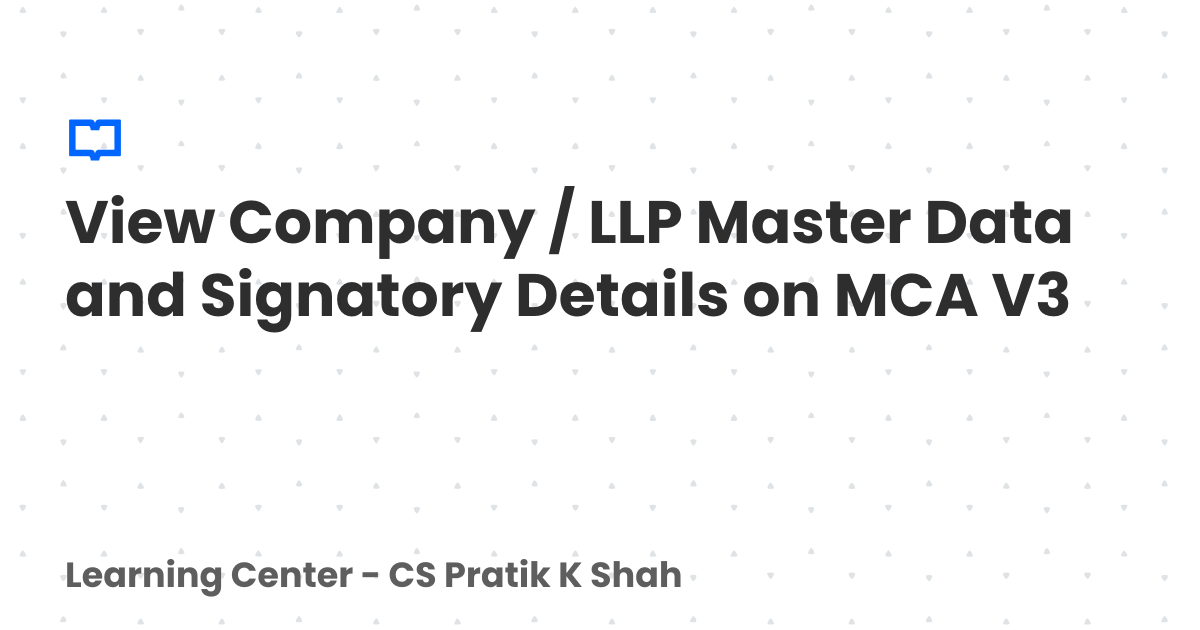 View Company / LLP Master Data
and Signatory Details on MCA V3
Learning Center - CS Pratik K Shah